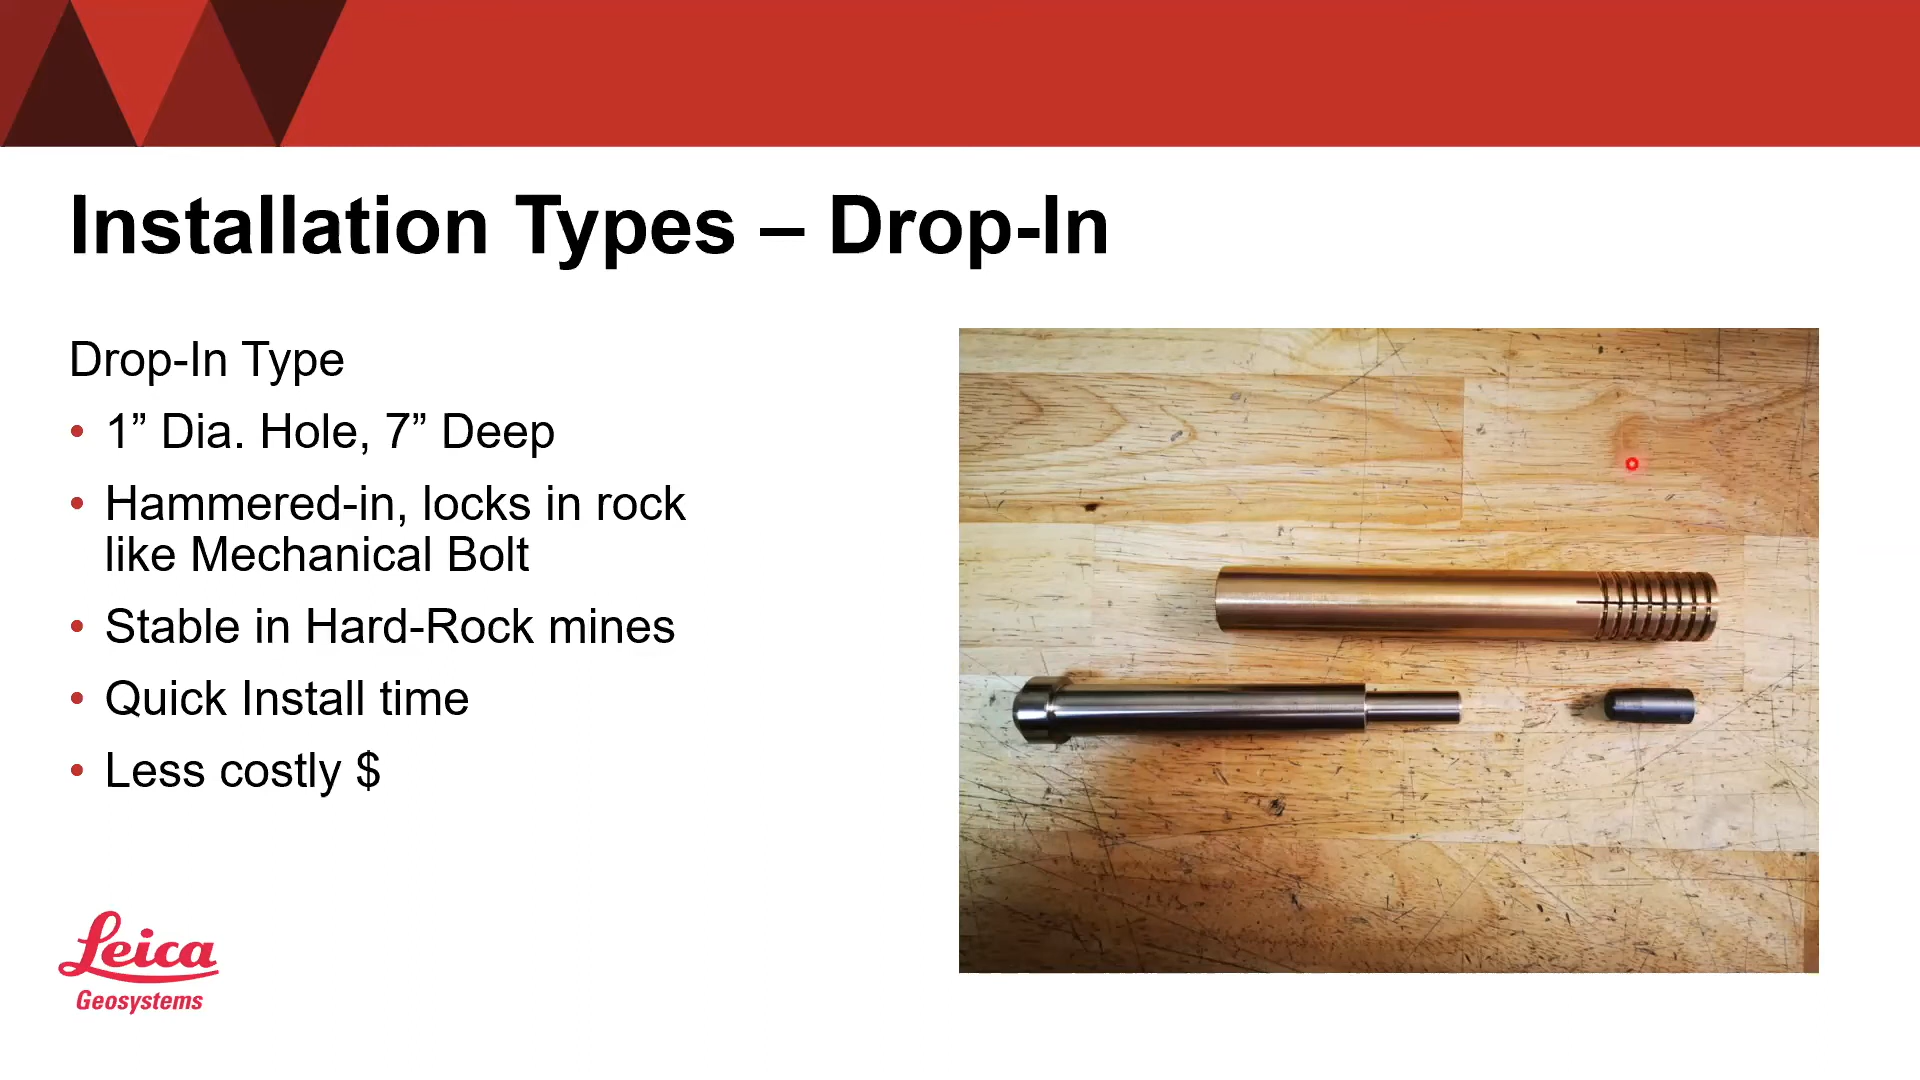 Installation Types – Drop-In
Drop-In Type
• 1” Dia. Hole, 7” Deep
• Hammered-in, locks in rock
like Mechanical Bolt
• Stable in Hard-Rock mines
• Quick Install time
• Less costly $
Leica
Geosystems